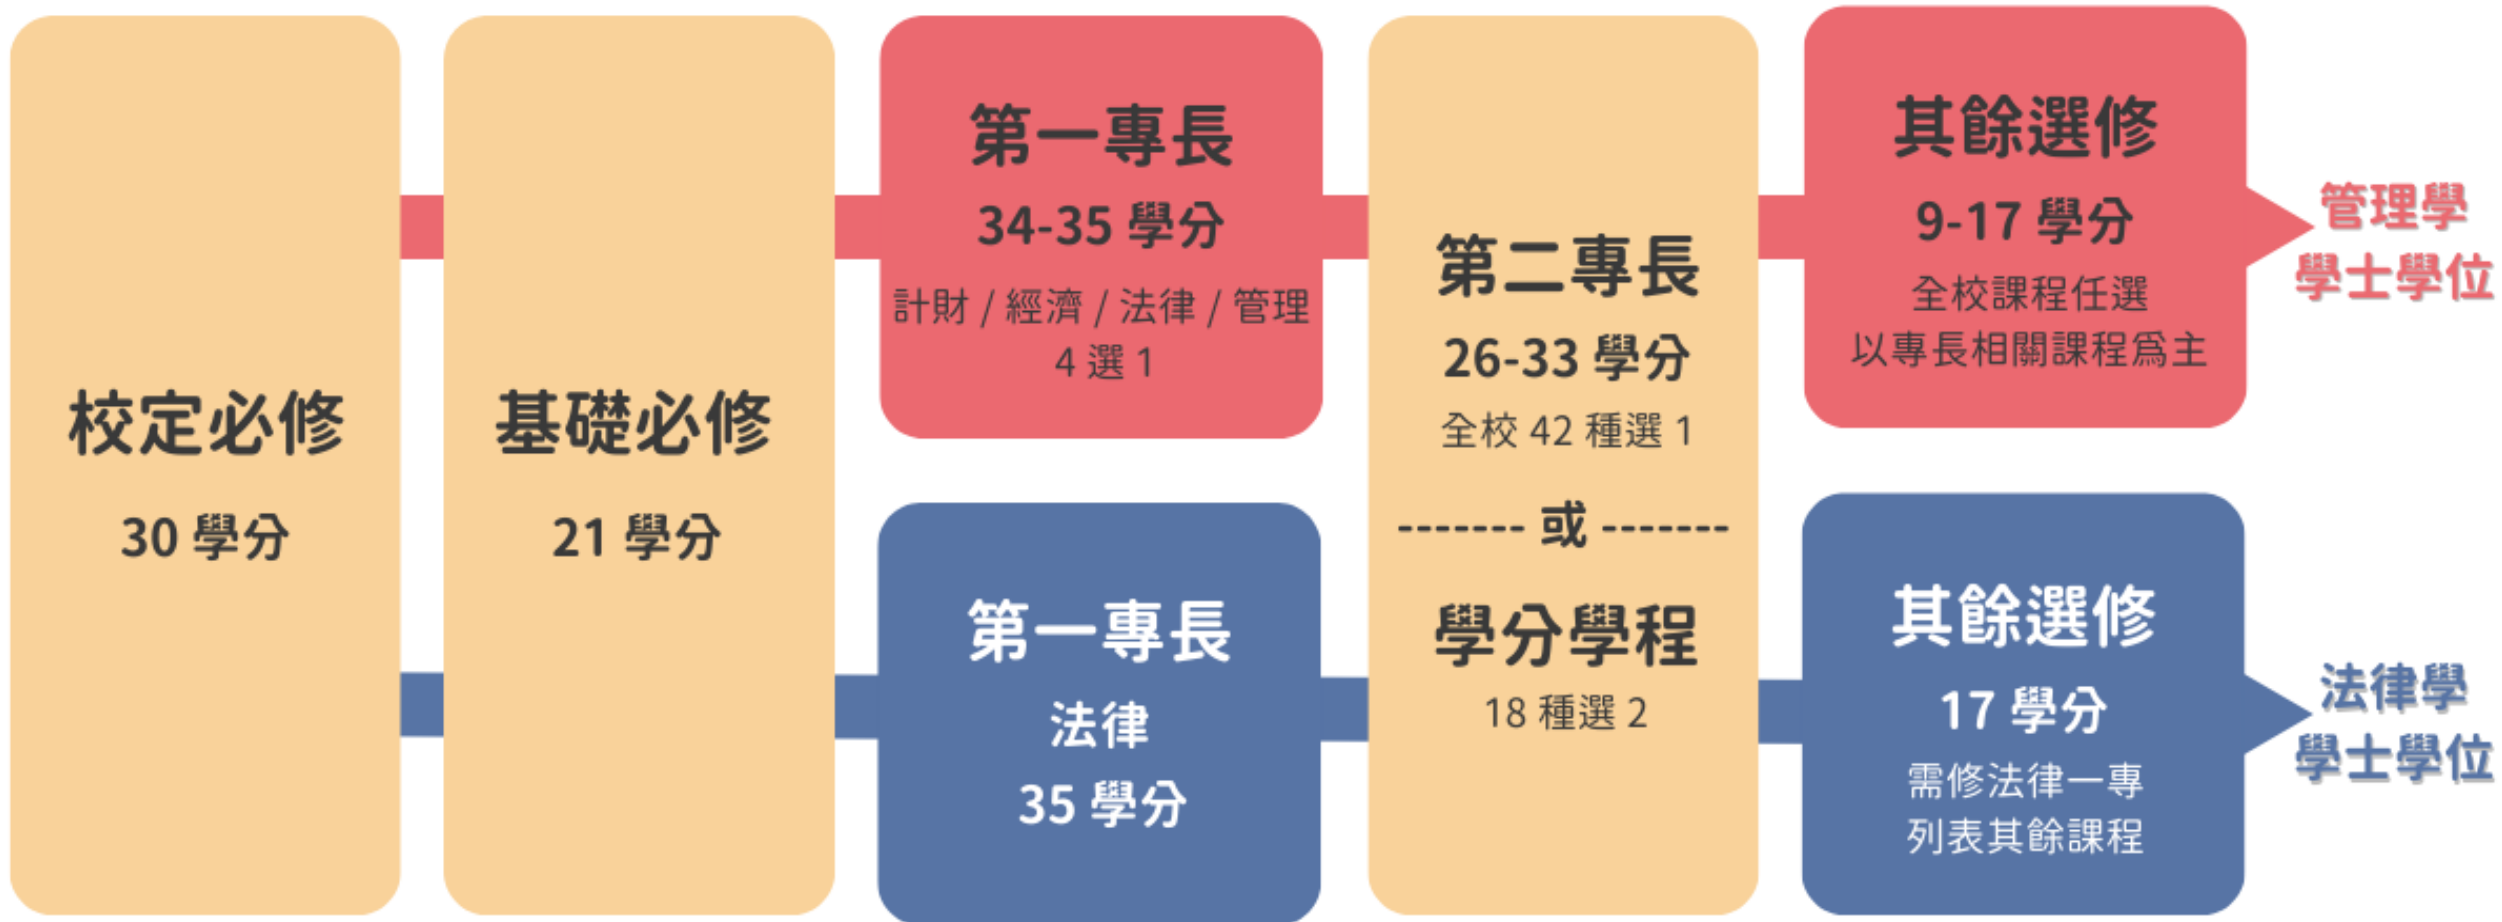 校定必修
30 學分
基礎必修
21 學分
第一專長
34-35 學分
計財 / 經濟 / 法律 / 管理
4 選 1
第一專長
法律
35 學分
第二專長
26-33 學分
全校 42 種選 1
------- 或 -------
學分學程
18 種選 2
其餘選修
9-17 學分
全校課程任選
以專長相關課程為主
管理學
學士學位
其餘選修
17 學分
需修法律一專
列表其餘課程
法律學
學士學位